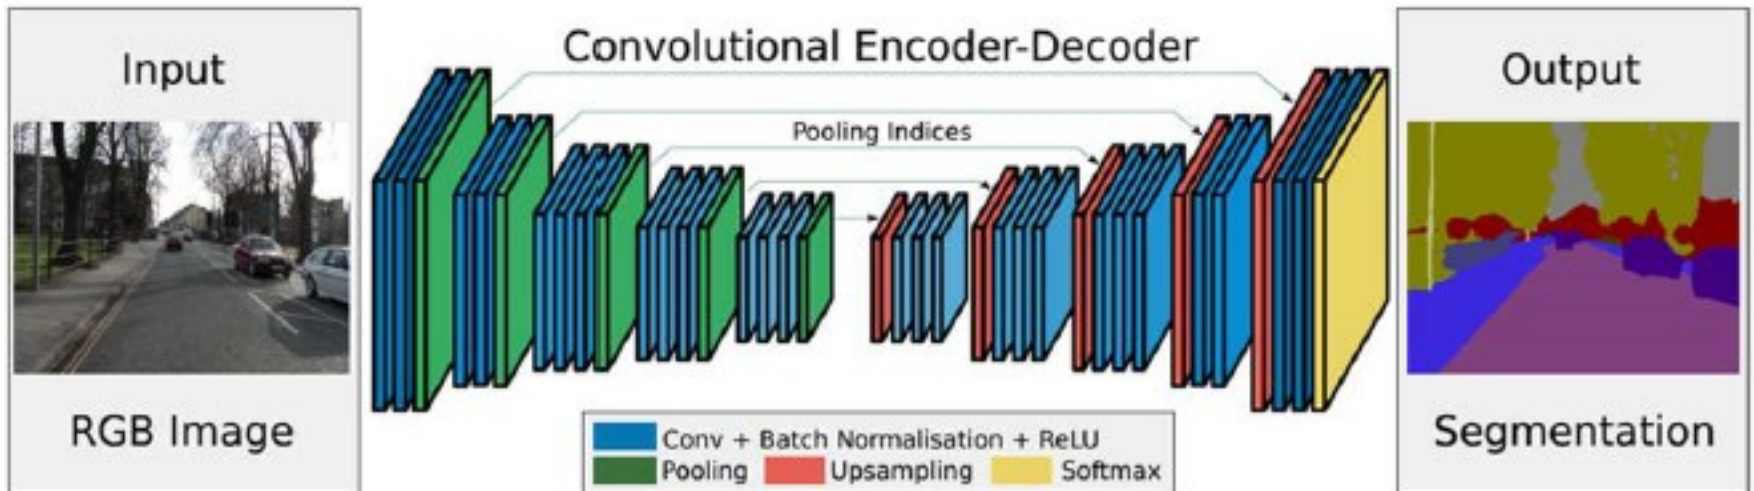 Convolutional Encoder-Decoder
Input
RGB Image
Pooling Indices
Output
Segmentation
Conv + Batch Normalisation + ReLU
Pooling Upsampling Softmax